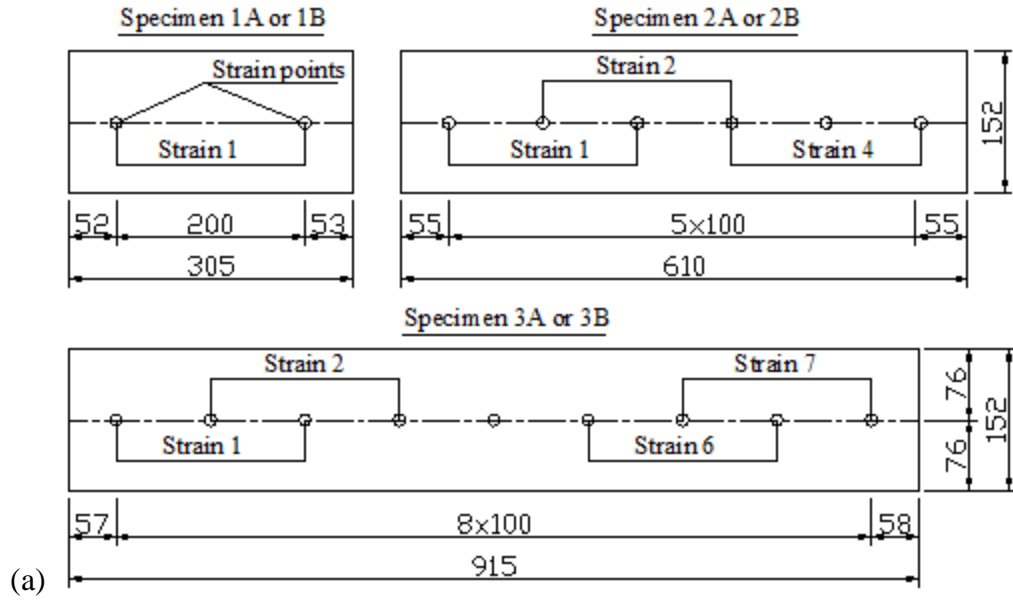 Specimen 1A or 1B
Specimen 2A or 2B
Strain points
Strain 1
Strain 2
Strain 1
Strain 4
152
52
200
53
305
55
5×100
55
610
Specimen 3A or 3B
Strain 2
Strain 7
Strain 1
Strain 6
76
76
152
57
8×100
58
915
(a)